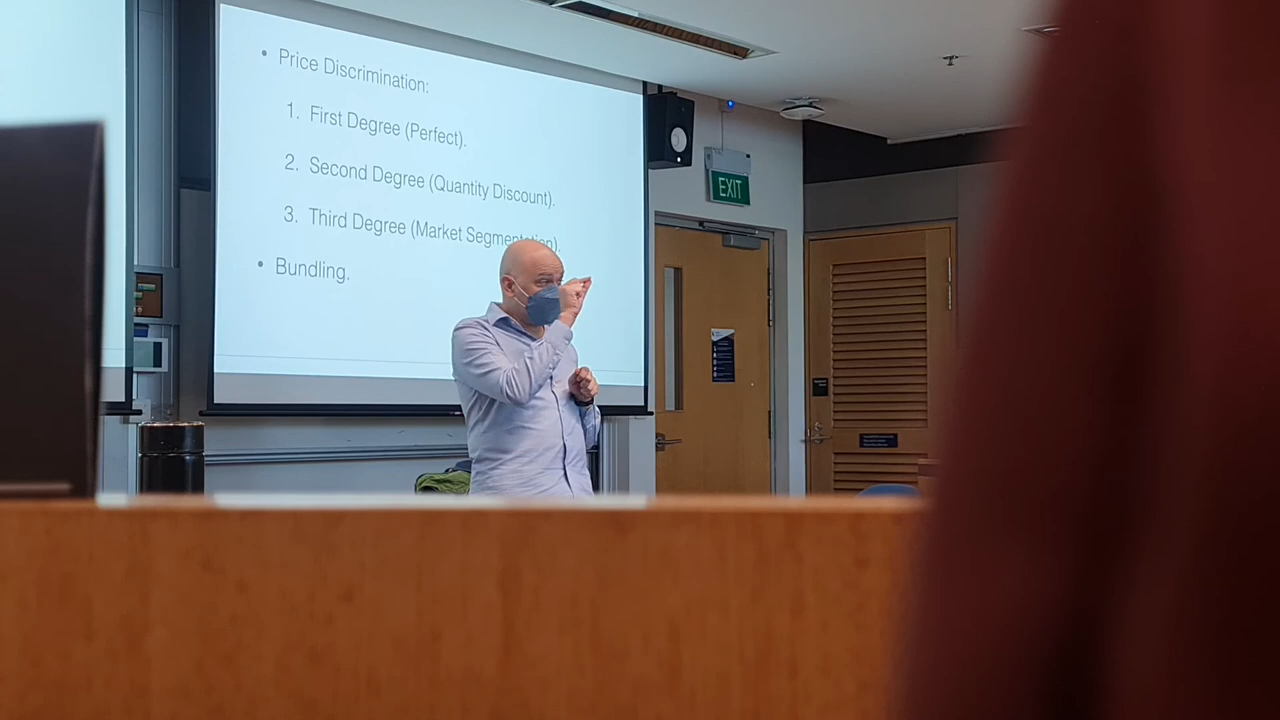 • Price Discrimination:
1. First Degree (Perfect).
2. Second Degree (Quantity Discount).
3. Third Degree (Market Segmentation).
• Bundling.
EXIT